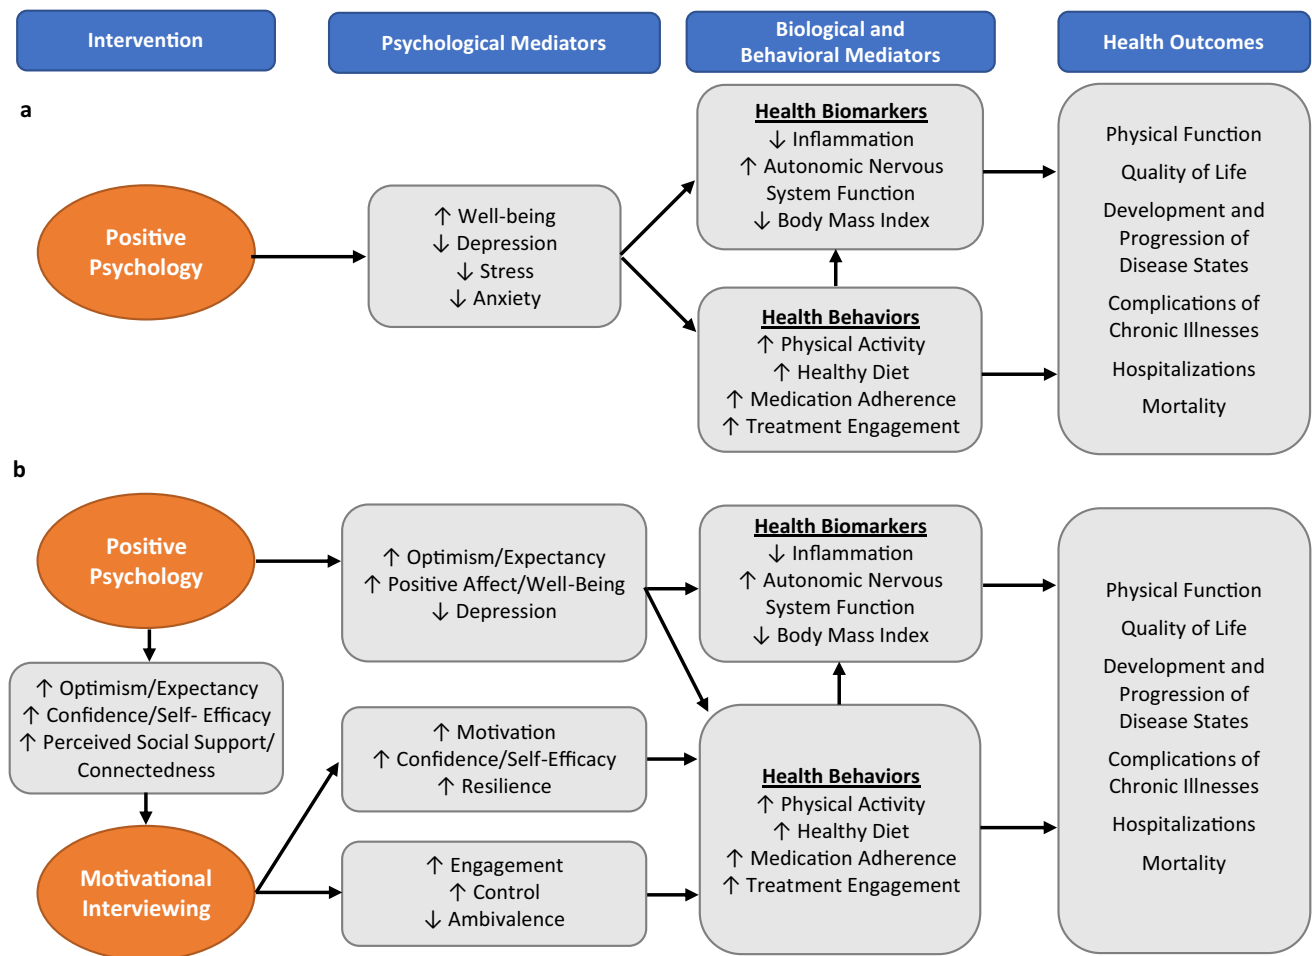 Intervention
Psychological Mediators
Biological and
Behavioral Mediators
Health Outcomes
a
Positive
Psychology
↑ Well-being
↓ Depression
↓ Stress
↓ Anxiety
Health Biomarkers
↓ Inflammation
↑ Autonomic Nervous
System Function
↓ Body Mass Index
Health Behaviors
↑ Physical Activity
↑ Healthy Diet
↑ Medication Adherence
↑ Treatment Engagement
Physical Function
Quality of Life
Development and
Progression of
Disease States
Complications of
Chronic Illnesses
Hospitalizations
Mortality
b
Positive
Psychology
↑ Optimism/Expectancy
↑ Confidence/Self- Efficacy
↑ Perceived Social Support/
Connectedness
Motivational
Interviewing
↑ Optimism/Expectancy
↑ Positive Affect/Well-Being
↓ Depression
↑ Motivation
↑ Confidence/Self-Efficacy
↑ Resilience
↑ Engagement
↑ Control
↓ Ambivalence
Health Biomarkers
↓ Inflammation
↑ Autonomic Nervous
System Function
↓ Body Mass Index
Health Behaviors
↑ Physical Activity
↑ Healthy Diet
↑ Medication Adherence
↑ Treatment Engagement
Physical Function
Quality of Life
Development and
Progression of
Disease States
Complications of
Chronic Illnesses
Hospitalizations
Mortality